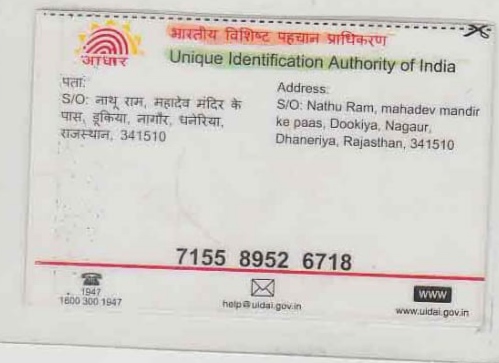 आधार
भारतीय विशिष्ट पहचान प्राधिकरण
Unique Identification Authority of India
पता:
S/O: नाथू राम, महादेव मंदिर के
पास, डूकिया, नागौर, धनेरिया,
राजस्थान, 341510
Address:
S/O: Nathu Ram, mahadev mandir
ke paas, Dookiya, Nagaur,
Dhaneriya, Rajasthan, 341510
7155 8952 6718
1947
1800 300 1947
help@uidai.gov.in
www
www.uidai.gov.in